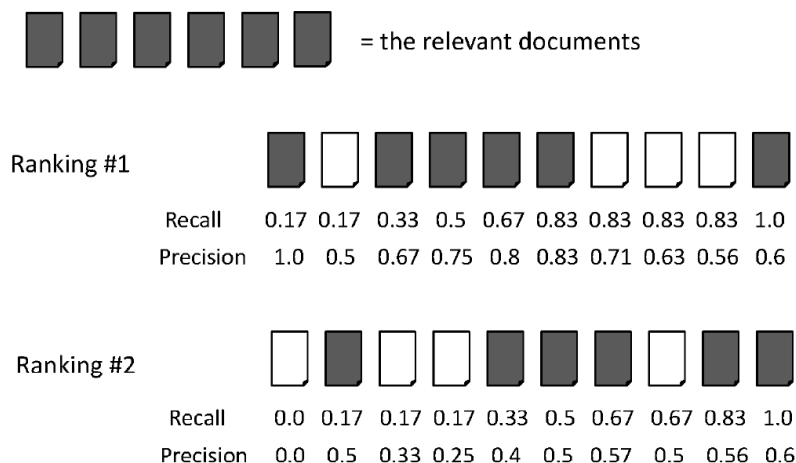 = the relevant documents
Ranking #1
Recall 0.17 0.17 0.33 0.5 0.67 0.83 0.83 0.83 0.83 1.0
Precision 1.0 0.5 0.67 0.75 0.8 0.83 0.71 0.63 0.56 0.6
Ranking #2
Recall 0.0 0.17 0.17 0.17 0.33 0.5 0.67 0.67 0.83 1.0
Precision 0.0 0.5 0.33 0.25 0.4 0.5 0.57 0.5 0.56 0.6